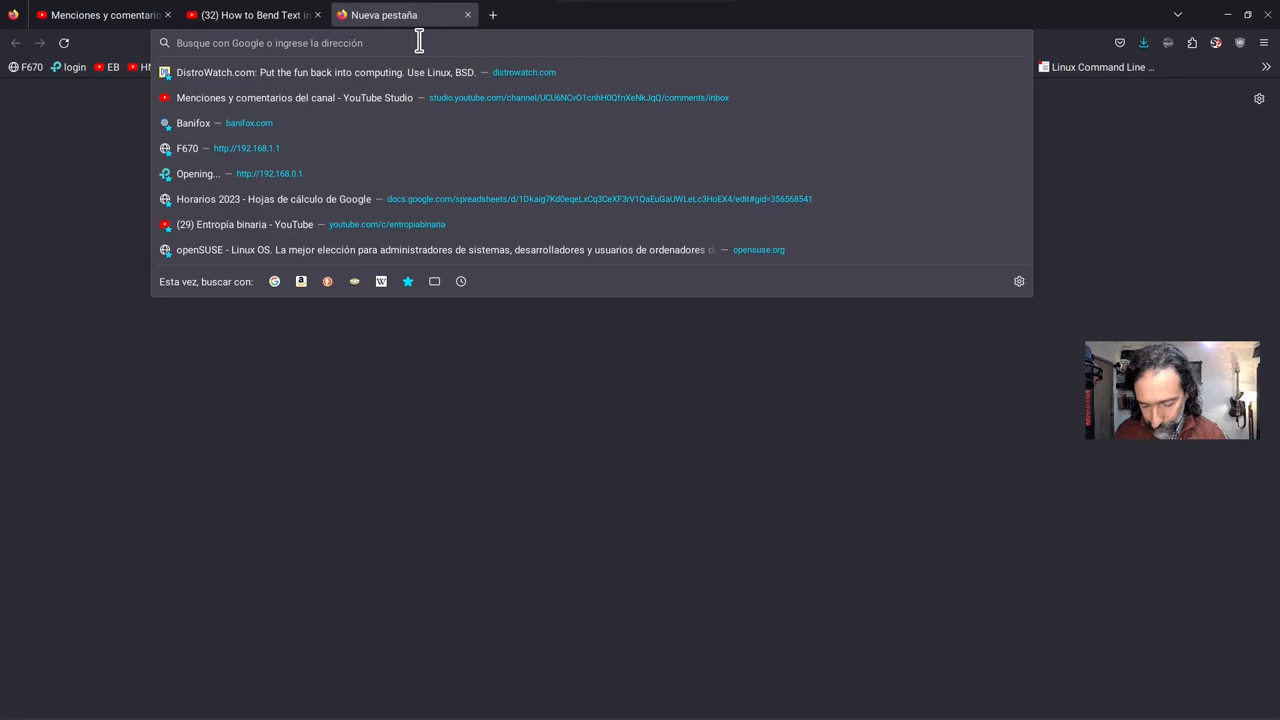 Menciones y comentario
(32) How to Bend Text in
Nueva pestaña
Busque con Google o ingrese la dirección
F670
login
EB
HN
Linux Command Line ...
DistroWatch.com: Put the fun back into computing. Use Linux, BSD. — distrowatch.com
Menciones y comentarios del canal - YouTube Studio — studio.youtube.com/channel/UCU6NCvO1cnhH0QfnXeNkJqQ/comments/inbox
Banifox — banifox.com
F670 — http://192.168.1.1
Opening... — http://192.168.0.1
Horarios 2023 - Hojas de cálculo de Google — docs.google.com/spreadsheets/d/1Dkaig7Kd0eqeLxCq3CeXF3rV1QaEuGaUWLeLc3HoEX4/edit#gid=356568541
(29) Entropía binaria - YouTube — youtube.com/c/entropiabinaria
openSUSE - Linux OS. La mejor elección para administradores de sistemas, desarrolladores y usuarios de ordenadores d — opensuse.org
Esta vez, buscar con: